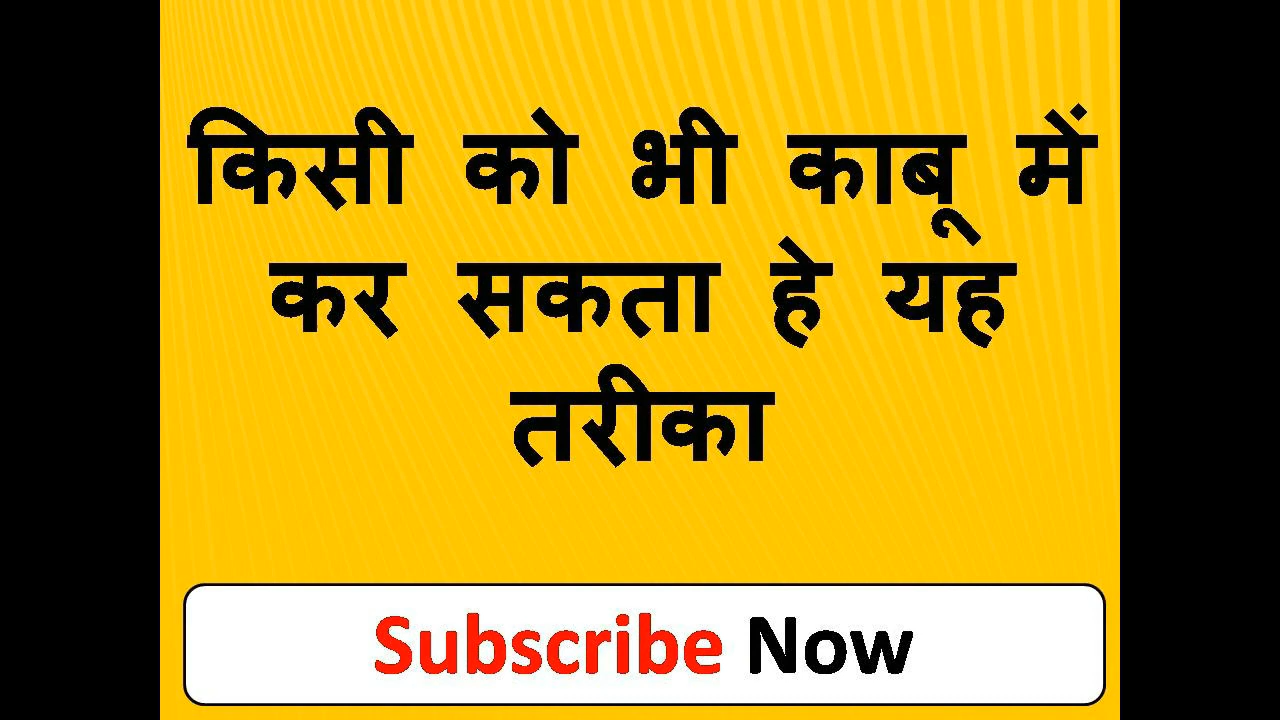 किसी को भी काबू में
कर सकता हे यह
तरीका
Subscribe Now